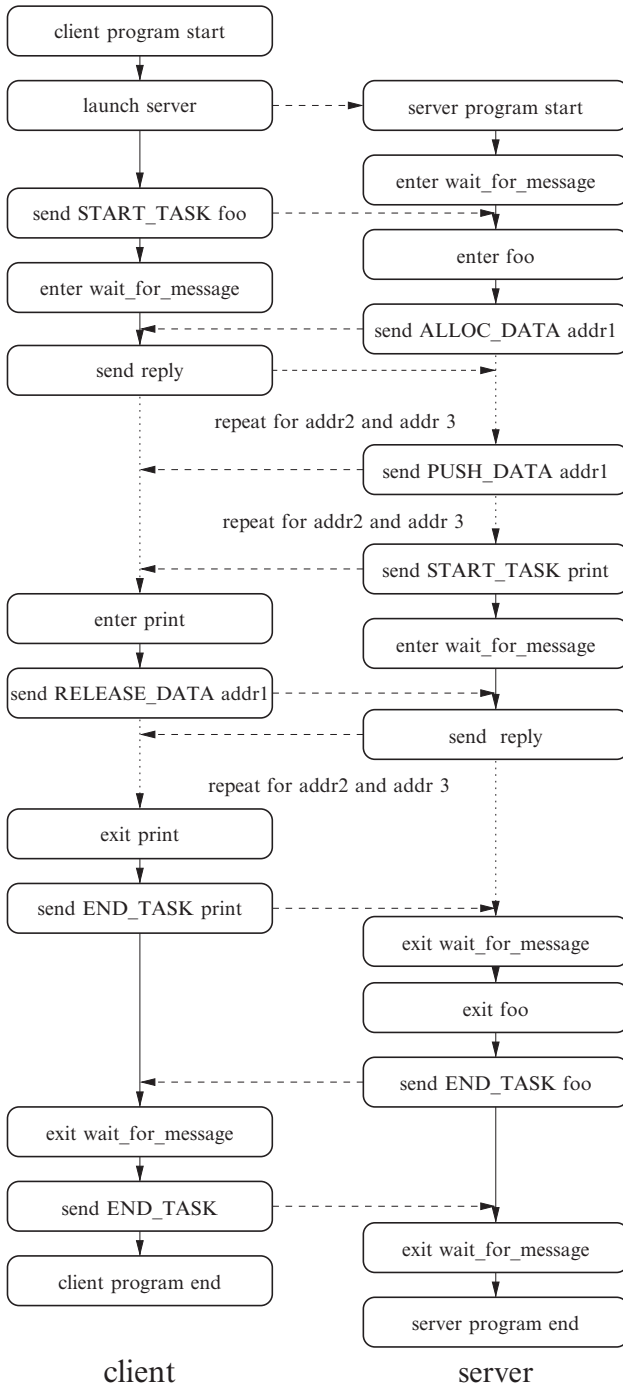 client program start
launch server
server program start
enter wait_for_message
send START_TASK foo
enter foo
enter wait_for_message
send ALLOC_DATA addr1
send reply
repeat for addr2 and addr 3
send PUSH_DATA addr1
repeat for addr2 and addr 3
send START_TASK print
enter print
enter wait_for_message
send RELEASE_DATA addr1
send reply
repeat for addr2 and addr 3
exit print
send END_TASK print
exit wait_for_message
exit foo
send END_TASK foo
exit wait_for_message
send END_TASK
exit wait_for_message
client program end
server program end
client
server